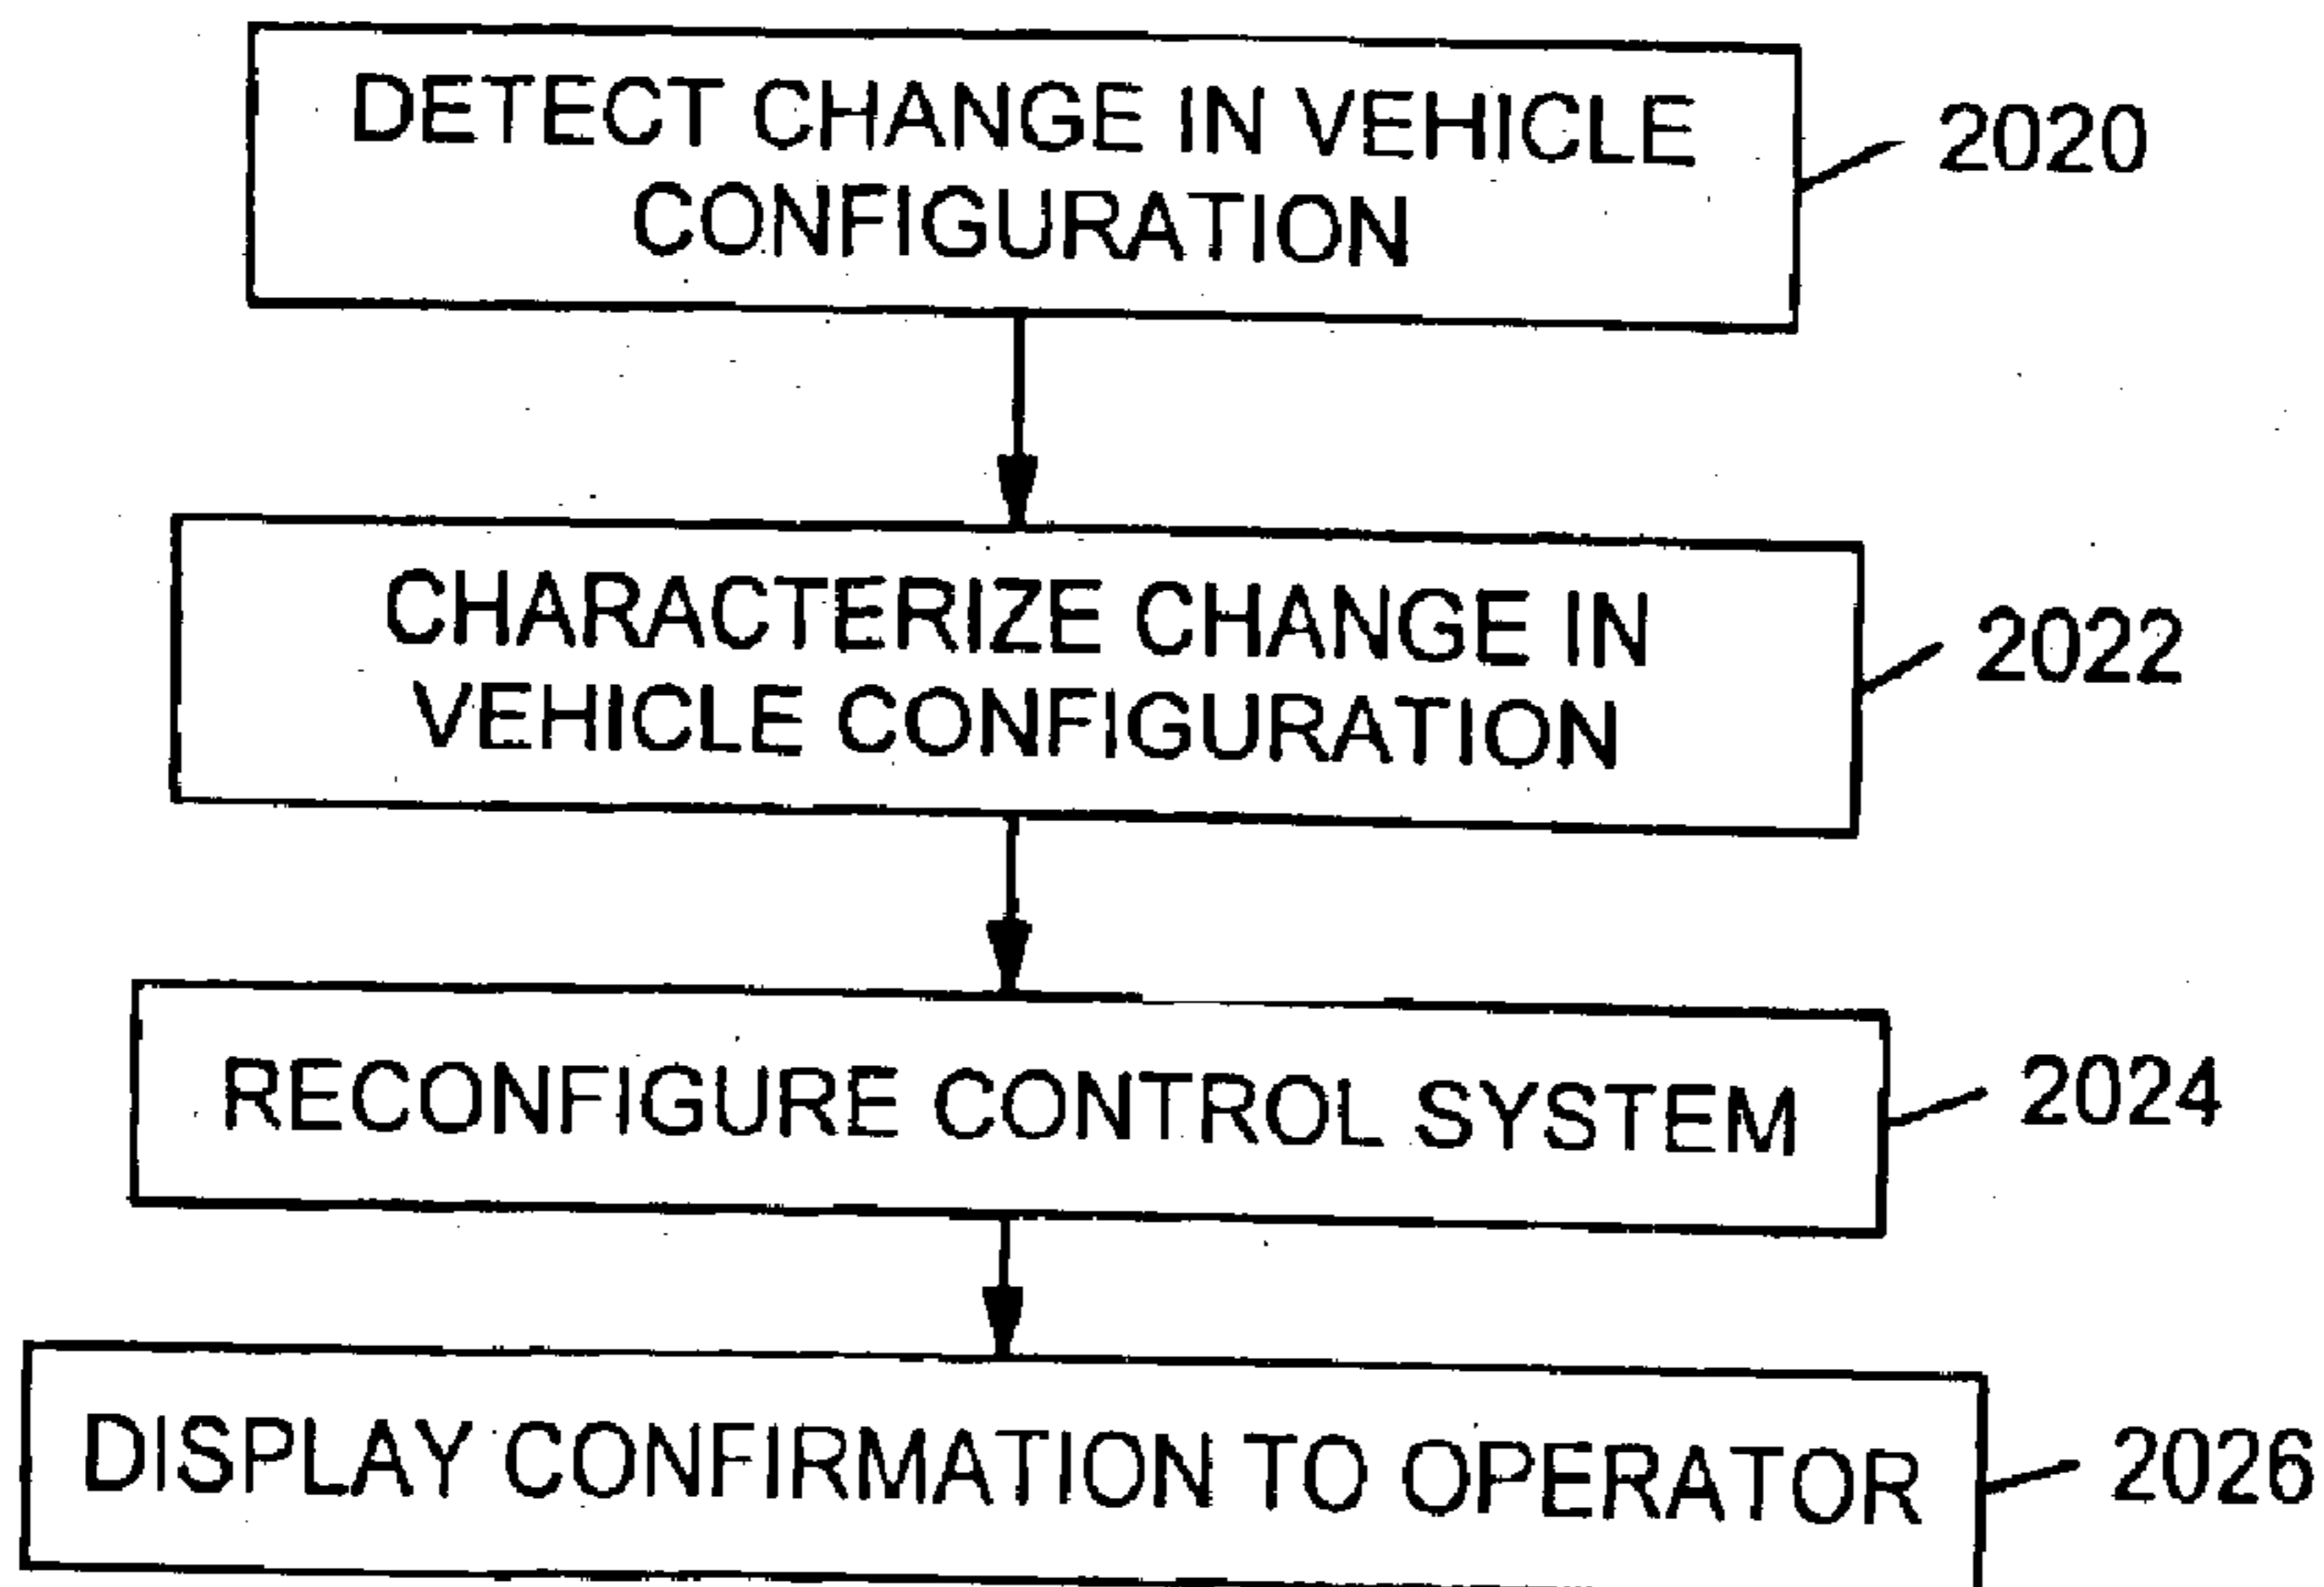 DETECT CHANGE IN VEHICLE
CONFIGURATION
2020
CHARACTERIZE CHANGE IN
VEHICLE CONFIGURATION
2022
RECONFIGURE CONTROL SYSTEM
2024
DISPLAY CONFIRMATION TO OPERATOR
2026